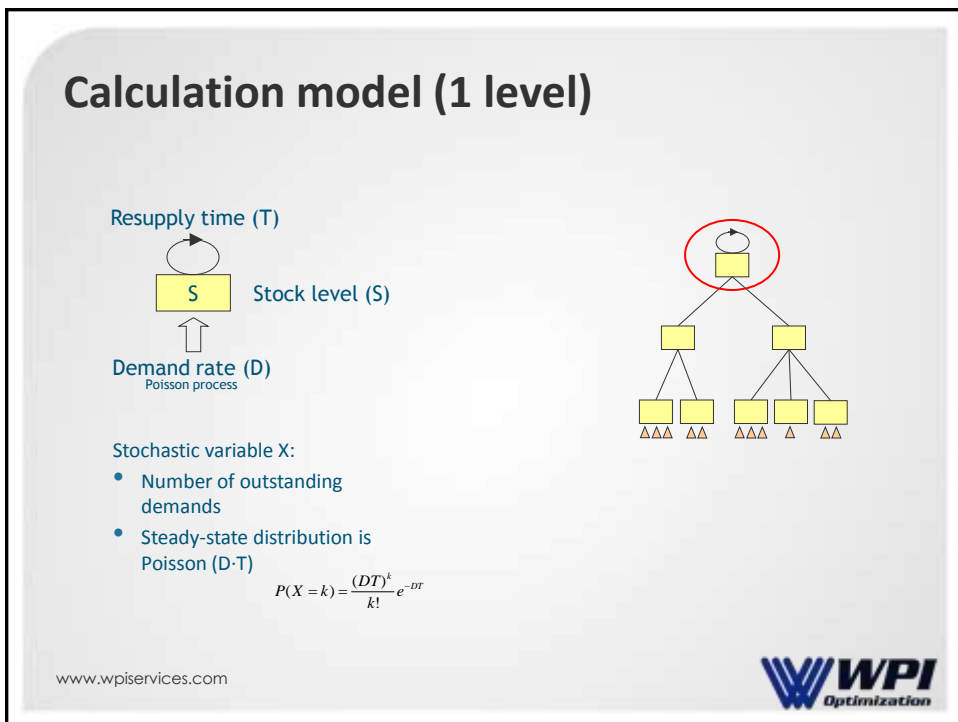 Calculation model (1 level)
Resupply time (T)
S
Stock level (S)
Demand rate (D)
Poisson process
Stochastic variable X:
• Number of outstanding
demands
• Steady-state distribution is
Poisson (D·T)
P(X = k) = (DT)^k / k! e^{-DT}
www.wpiservices.com
WPI
Optimization